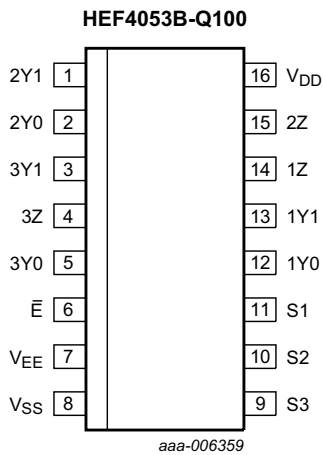 HEF4053B-Q100
2Y1 1 16 VDD
2Y0 2 15 2Z
3Y1 3 14 1Z
3Z 4 13 1Y1
3Y0 5 12 1Y0
E̅ 6 11 S1
VEE 7 10 S2
VSS 8 9 S3
aaa-006359